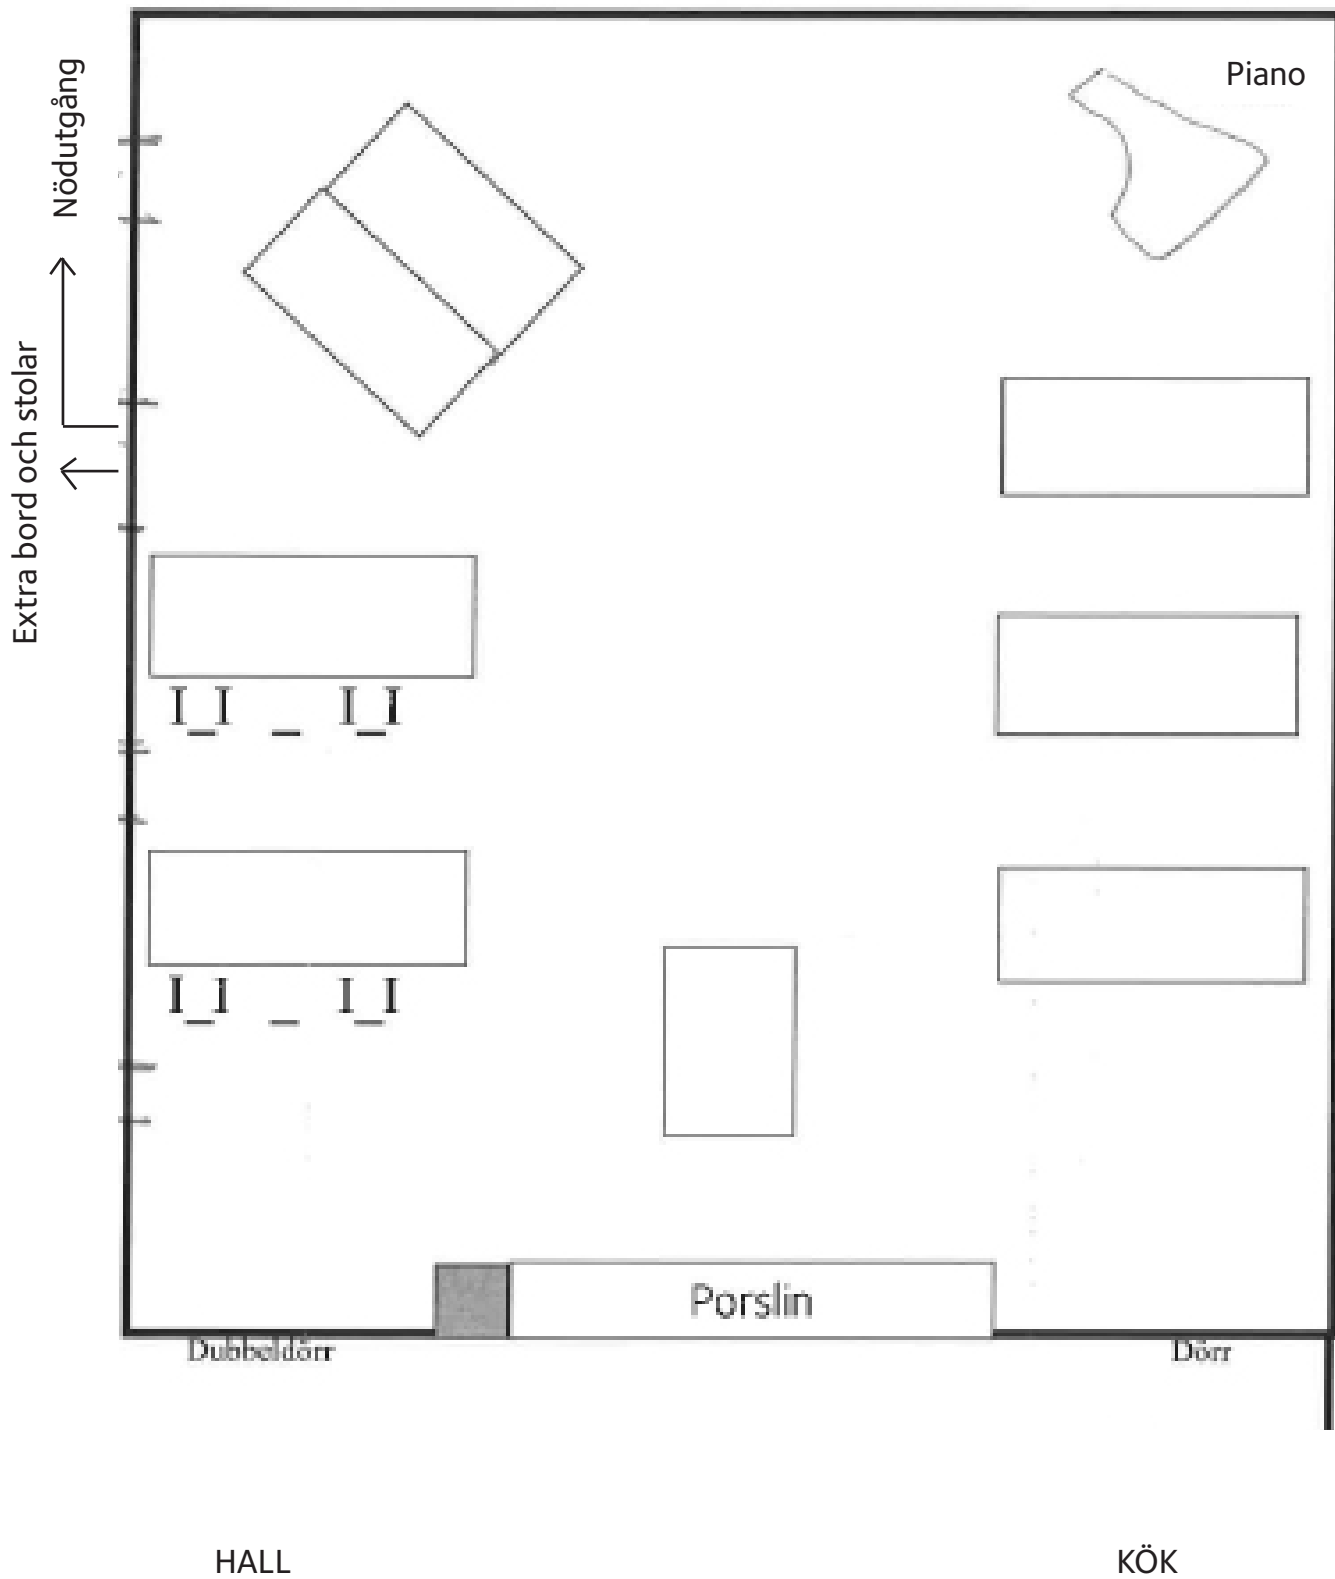 Piano
Nödutgång
Extra bord och stolar
Porslin
Dubbeldörr
Dörr
HALL
KÖK